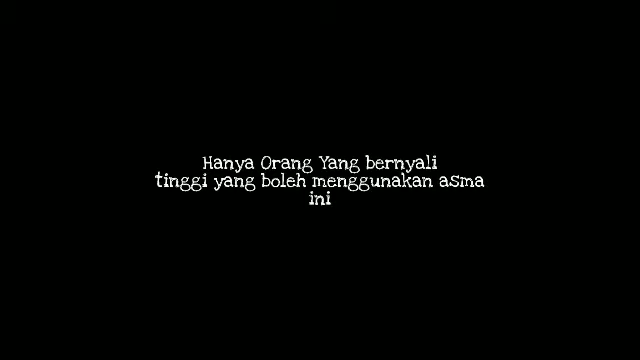 Hanya Orang Yang bernyali
tinggi yang boleh menggunakan asma
ini